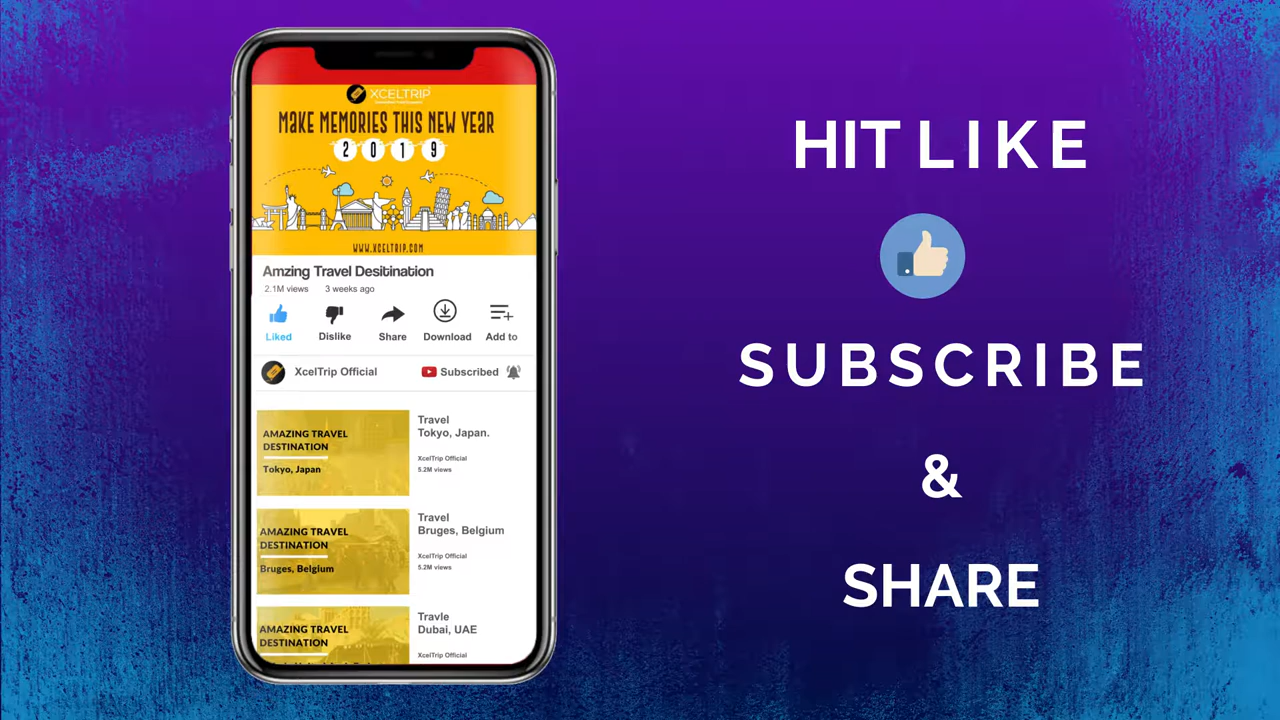 XCELTRIP
MAKE MEMORIES THIS NEW YEAR
2019
WWW.XCELTRIP.COM
Amzing Travel Desitination
2.1M views 3 weeks ago
Liked Dislike Share Download Add to
XcelTrip Official Subscribed
AMAZING TRAVEL
DESTINATION
Tokyo, Japan
Travel
Tokyo, Japan.
XcelTrip Official
5.2M views
AMAZING TRAVEL
DESTINATION
Bruges, Belgium
Travel
Bruges, Belgium
XcelTrip Official
5.2M views
AMAZING TRAVEL
DESTINATION
Travle
Dubai, UAE
XcelTrip Official
HIT LIKE
SUBSCRIBE
&
SHARE